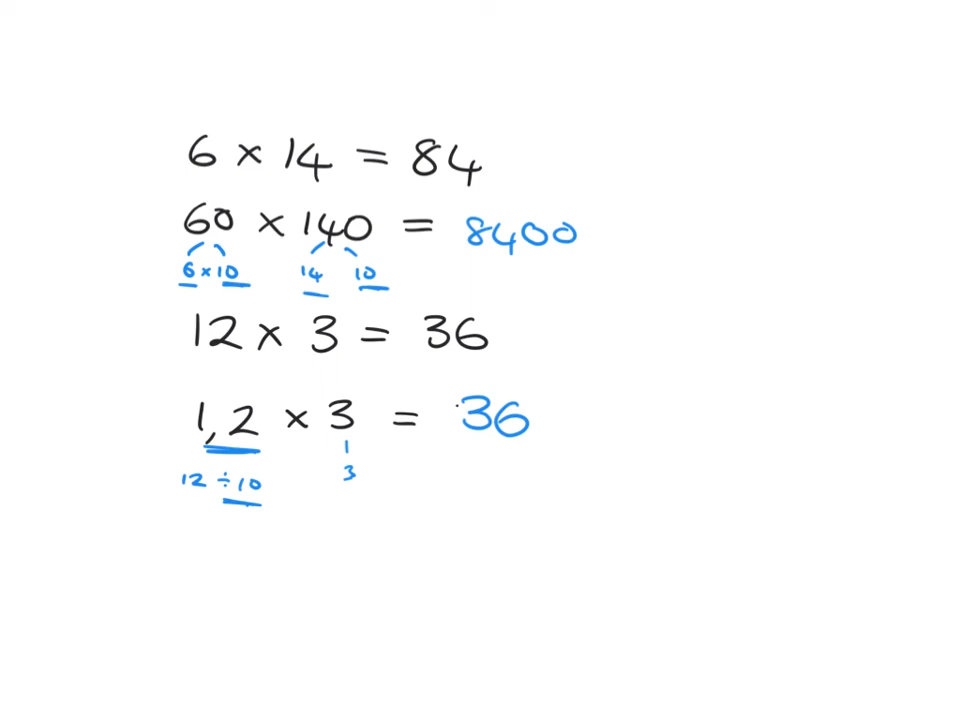 6 × 14 = 84
60 × 140 = 8400
6 × 10 14 10
12 × 3 = 36
1,2 × 3 = 36
12 ÷ 10 3